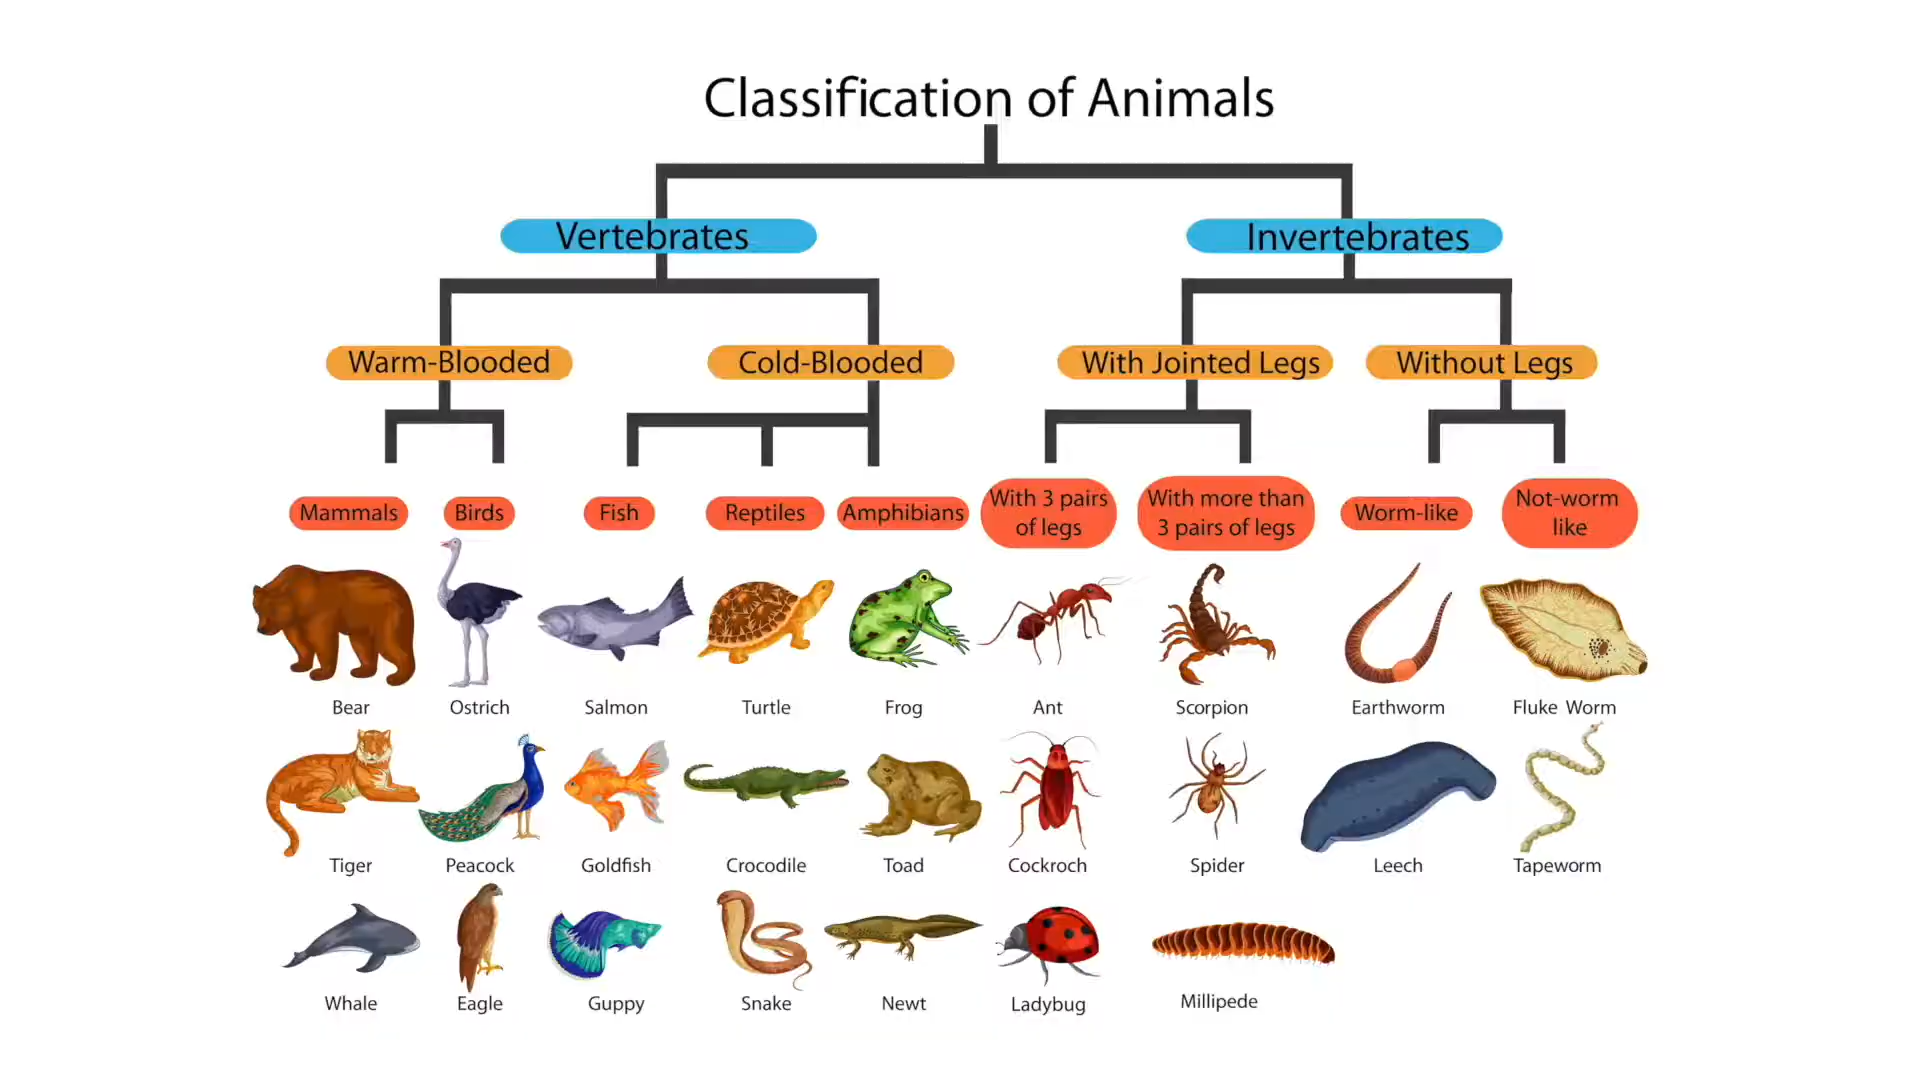 Classification of Animals
Vertebrates
Invertebrates
Warm-Blooded
Cold-Blooded
With Jointed Legs
Without Legs
Mammals
Birds
Fish
Reptiles
Amphibians
With 3 pairs
of legs
With more than
3 pairs of legs
Worm-like
Not-worm
like
Bear
Ostrich
Salmon
Turtle
Frog
Ant
Scorpion
Earthworm
Fluke Worm
Tiger
Peacock
Goldfish
Crocodile
Toad
Cockroch
Spider
Leech
Tapeworm
Whale
Eagle
Guppy
Snake
Newt
Ladybug
Millipede